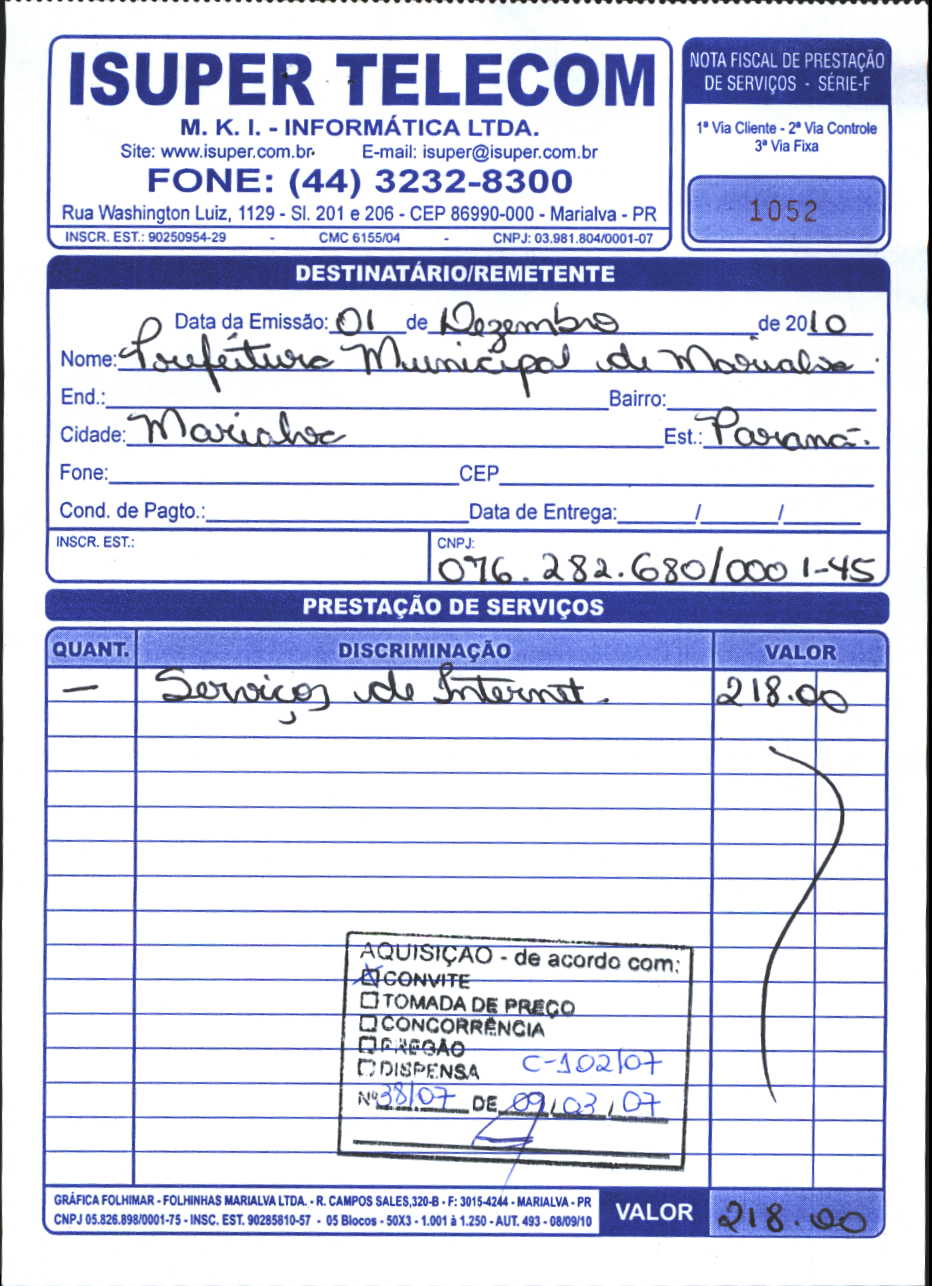 ISUPER TELECOM
M. K. I. - INFORMÁTICA LTDA.
Site: www.isuper.com.br. E-mail: isuper@isuper.com.br
FONE: (44) 3232-8300
Rua Washington Luiz, 1129 - Sl. 201 e 206 - CEP 86990-000 - Marialva - PR
INSCR. EST.: 90250954-29 - CMC 6155/04 - CNPJ: 03.981.804/0001-07
NOTA FISCAL DE PRESTAÇÃO
DE SERVIÇOS - SÉRIE-F
1ª Via Cliente - 2ª Via Controle
3ª Via Fixa
1052
DESTINATÁRIO/REMETENTE
Data da Emissão: 01 de Dezembro de 2010
Nome: Prefeitura Municipal de Marialva
End.: Bairro:
Cidade: Marialva Est.: Paraná.
Fone: CEP
Cond. de Pagto.: Data de Entrega: / /
INSCR. EST.: CNPJ:
076.282.680/0001-45
PRESTAÇÃO DE SERVIÇOS
QUANT. DISCRIMINAÇÃO VALOR
— Serviços de Internet. 218.00
AQUISIÇÃO - de acordo com:
CONVITE
TOMADA DE PREÇO
CONCORRÊNCIA
PREGÃO
DISPENSA C-102/07
Nº 38/07 DE 09/03/07
GRÁFICA FOLHIMAR - FOLHINHAS MARIALVA LTDA. - R. CAMPOS SALES,320-B - F: 3015-4244 - MARIALVA - PR
CNPJ 05.826.898/0001-75 - INSC. EST. 90285810-57 - 05 Blocos - 50X3 - 1.001 à 1.250 - AUT. 493 - 08/09/10
VALOR 218.00